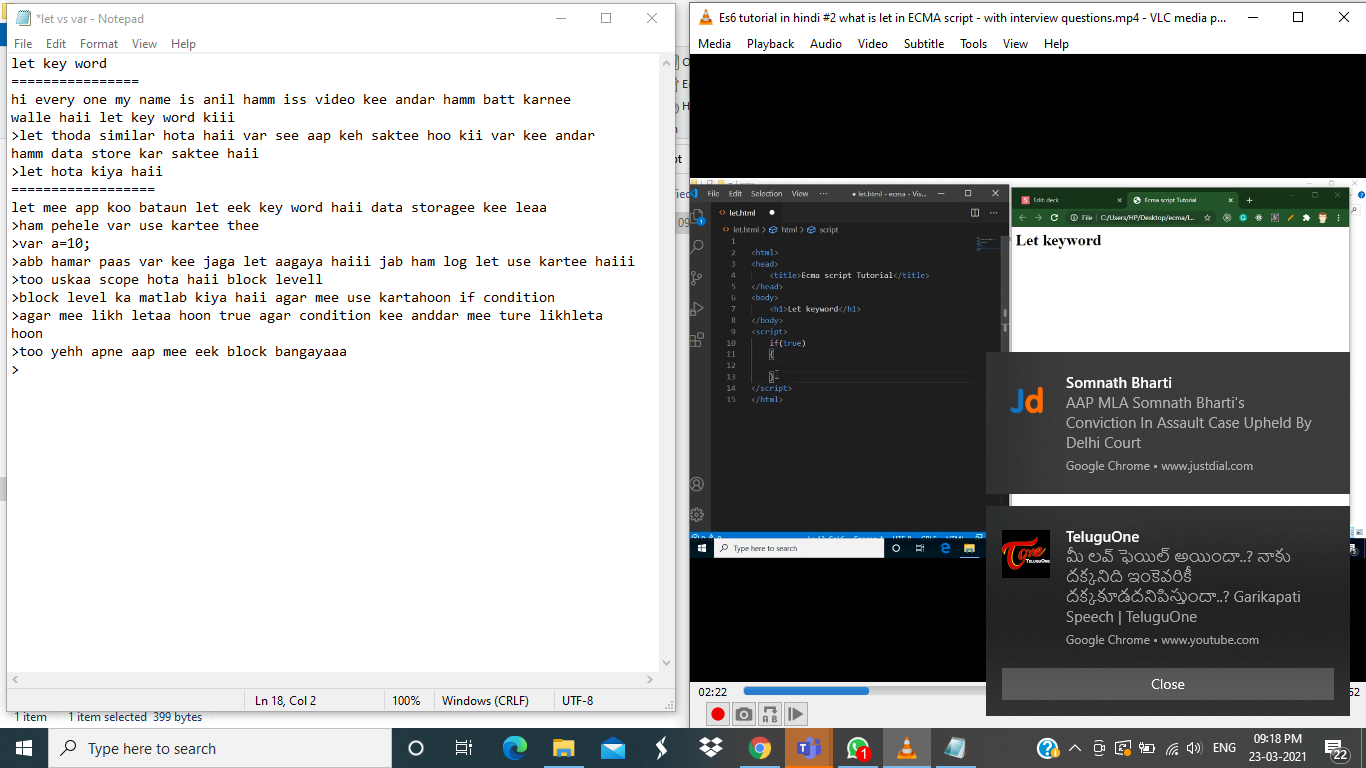 *let vs var - Notepad
File Edit Format View Help
let key word
================
hi every one my name is anil hamm iss video kee andar hamm batt karnee
walle haii let key word kiii
>let thoda similar hota haii var see aap keh saktee hoo kii var kee andar
hamm data store kar saktee haii
>let hota kiya haii
==================
let mee app koo bataun let eek key word haii data storagee kee leaa
>ham pehele var use kartee thee
>var a=10;
>abb hamar paas var kee jaga let aagaya haiii jab ham log let use kartee haiii
>too uskaa scope hota haii block levell
>block level ka matlab kiya haii agar mee use kartahoon if condition
>agar mee likh letaa hoon true agar condition kee anddar mee ture likhleta
hoon
>too yehh apne aap mee eek block bangayaaa
>
Ln 18, Col 2 100% Windows (CRLF) UTF-8
1 item 1 item selected 399 bytes
Es6 tutorial in hindi #2 what is let in ECMA script - with interview questions.mp4 - VLC media p...
Media Playback Audio Video Subtitle Tools View Help
File Edit Selection View ··· ● let.html - ecma - Vis...
let.html ●
let.html > html > script
1
2 <html>
3 <head>
4 <title>Ecma script Tutorial</title>
5 </head>
6 <body>
7 <h1>Let keyword</h1>
8 </body>
9 <script>
10 if(true)
11 {
12
13 }
14 </script>
15 </html>
Edit deck
Ecma script Tutorial
File | C:/Users/HP/Desktop/ecma/l...
Let keyword
Type here to search
Somnath Bharti
AAP MLA Somnath Bharti's
Conviction In Assault Case Upheld By
Delhi Court
Google Chrome • www.justdial.com
Jd
TeluguOne
మీ లవ్ ఫెయిల్ అయిందా..? నాకు
దక్కనిది ఇంకెవరికీ
దక్కకూడదనిపిస్తుందా..? Garikapati
Speech | TeluguOne
Google Chrome • www.youtube.com
Tone
TELUGUONE
Close
02:22
Type here to search
1
ENG
09:18 PM
23-03-2021
22